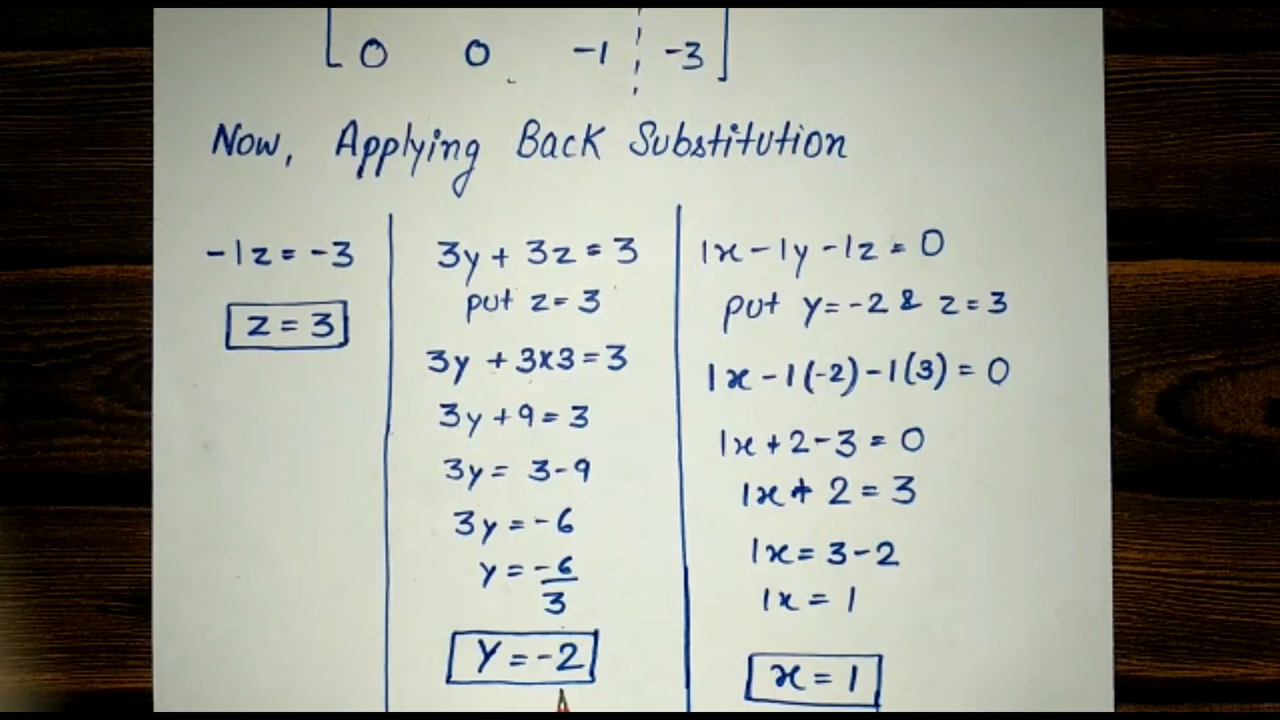 0 0 -1 -3
Now, Applying Back Substitution
-1z = -3
z = 3
3y + 3z = 3
put z = 3
3y + 3×3 = 3
3y + 9 = 3
3y = 3-9
3y = -6
y = -6
3
Y = -2
1x - 1y - 1z = 0
put y = -2 & z = 3
1x - 1(-2) - 1(3) = 0
1x + 2 - 3 = 0
1x + 2 = 3
1x = 3 - 2
1x = 1
x = 1